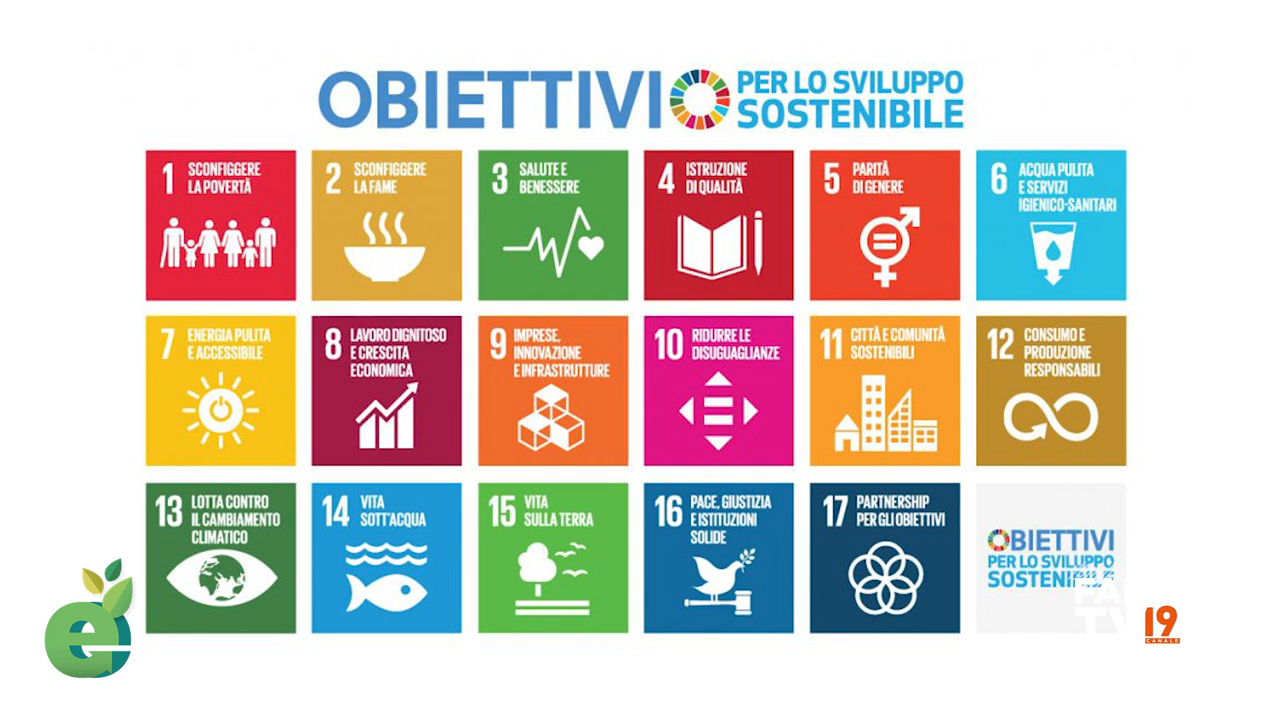 OBIETTIVI PER LO SVILUPPO
SOSTENIBILE
1 SCONFIGGERE
LA POVERTÀ
2 SCONFIGGERE
LA FAME
3 SALUTE E
BENESSERE
4 ISTRUZIONE
DI QUALITÀ
5 PARITÀ
DI GENERE
6 ACQUA PULITA
E SERVIZI
IGIENICO-SANITARI
7 ENERGIA PULITA
E ACCESSIBILE
8 LAVORO DIGNITOSO
E CRESCITA
ECONOMICA
9 IMPRESE,
INNOVAZIONE
E INFRASTRUTTURE
10 RIDURRE LE
DISUGUAGLIANZE
11 CITTÀ E COMUNITÀ
SOSTENIBILI
12 CONSUMO E
PRODUZIONE
RESPONSABILI
13 LOTTA CONTRO
IL CAMBIAMENTO
CLIMATICO
14 VITA
SOTT'ACQUA
15 VITA
SULLA TERRA
16 PACE, GIUSTIZIA
E ISTITUZIONI
SOLIDE
17 PARTNERSHIP
PER GLI OBIETTIVI
OBIETTIVI
PER LO SVILUPPO
SOSTENIBILE
e
TV 19
CANALE